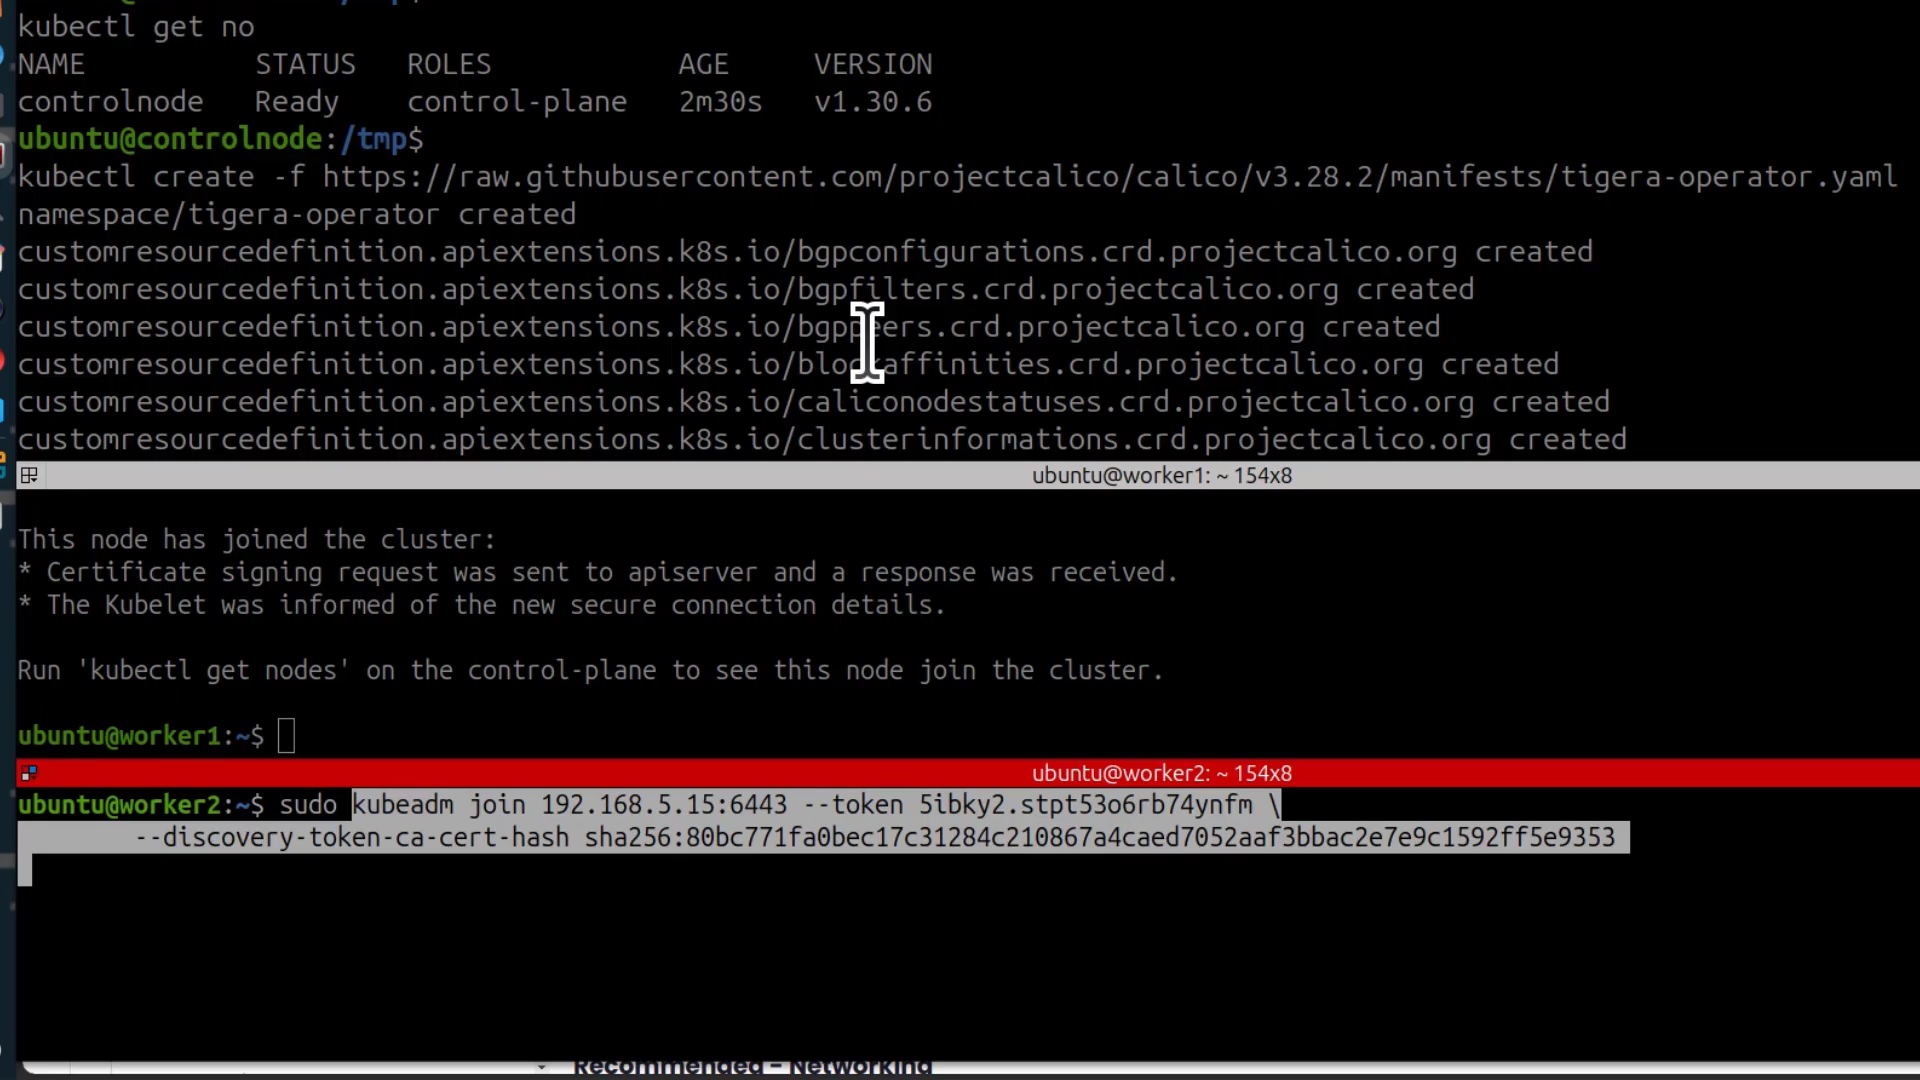 kubectl get no
NAME STATUS ROLES AGE VERSION
controlnode Ready control-plane 2m30s v1.30.6
ubuntu@controlnode:/tmp$
kubectl create -f https://raw.githubusercontent.com/projectcalico/calico/v3.28.2/manifests/tigera-operator.yaml
namespace/tigera-operator created
customresourcedefinition.apiextensions.k8s.io/bgpconfigurations.crd.projectcalico.org created
customresourcedefinition.apiextensions.k8s.io/bgpfilters.crd.projectcalico.org created
customresourcedefinition.apiextensions.k8s.io/bgppeers.crd.projectcalico.org created
customresourcedefinition.apiextensions.k8s.io/blockaffinities.crd.projectcalico.org created
customresourcedefinition.apiextensions.k8s.io/caliconodestatuses.crd.projectcalico.org created
customresourcedefinition.apiextensions.k8s.io/clusterinformations.crd.projectcalico.org created
ubuntu@worker1: ~ 154x8
This node has joined the cluster:
* Certificate signing request was sent to apiserver and a response was received.
* The Kubelet was informed of the new secure connection details.
Run 'kubectl get nodes' on the control-plane to see this node join the cluster.
ubuntu@worker1:~$
ubuntu@worker2: ~ 154x8
ubuntu@worker2:~$ sudo kubeadm join 192.168.5.15:6443 --token 5ibky2.stpt53o6rb74ynfm \
--discovery-token-ca-cert-hash sha256:80bc771fa0bec17c31284c210867a4caed7052aaf3bbac2e7e9c1592ff5e9353
Recommended – Networking